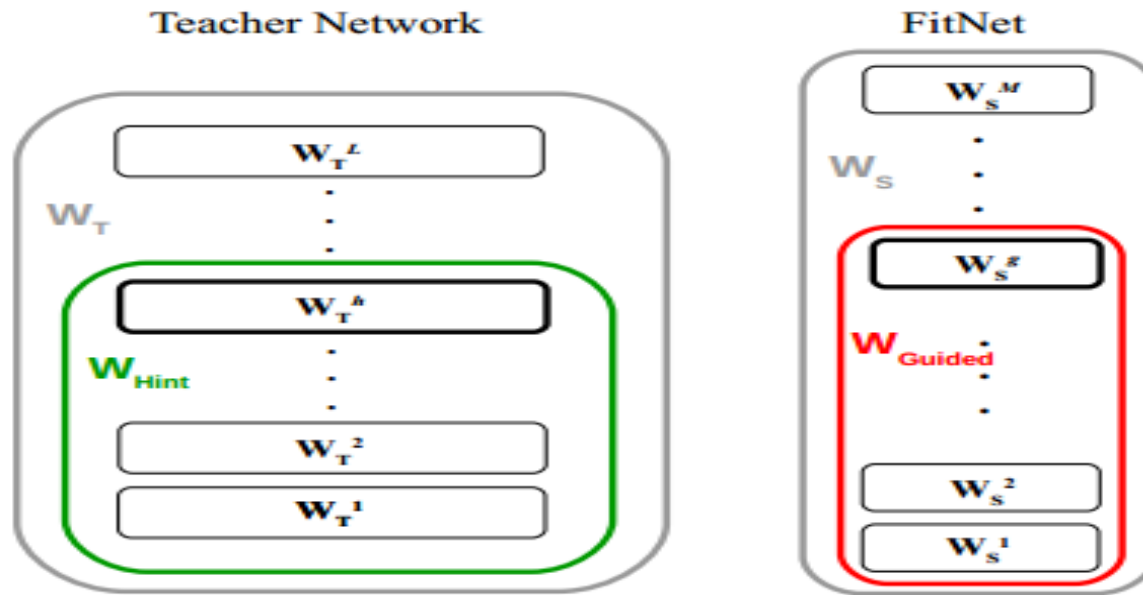 Teacher Network
W_T^L
W_T
W_T^h
W_Hint
W_T^2
W_T^1
FitNet
W_S^M
W_S
W_S^g
W_Guided
W_S^2
W_S^1